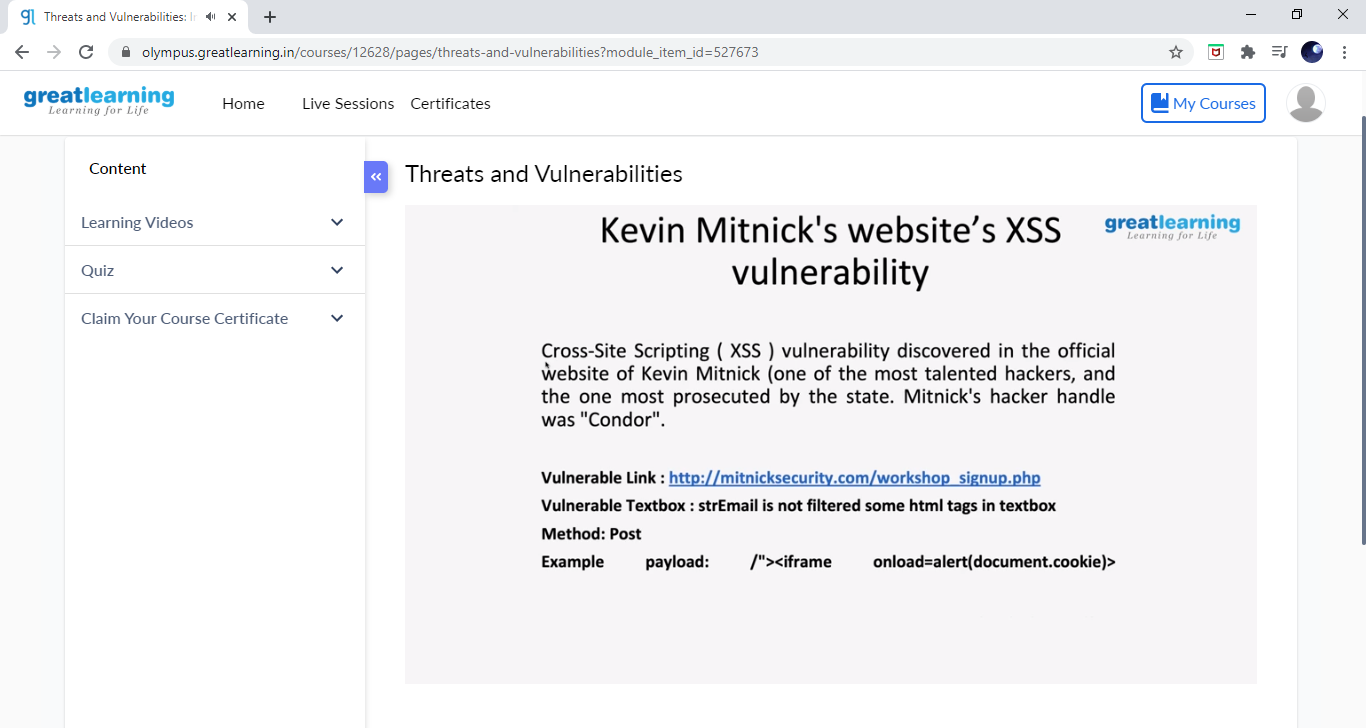 Threats and Vulnerabilities: I
olympus.greatlearning.in/courses/12628/pages/threats-and-vulnerabilities?module_item_id=527673
greatlearning
Learning for Life
Home Live Sessions Certificates
My Courses
Content
Learning Videos
Quiz
Claim Your Course Certificate
Threats and Vulnerabilities
Kevin Mitnick's website’s XSS
vulnerability
greatlearning
Learning for Life
Cross-Site Scripting ( XSS ) vulnerability discovered in the official
website of Kevin Mitnick (one of the most talented hackers, and
the one most prosecuted by the state. Mitnick's hacker handle
was "Condor".
Vulnerable Link : http://mitnicksecurity.com/workshop_signup.php
Vulnerable Textbox : strEmail is not filtered some html tags in textbox
Method: Post
Example payload: /"><iframe onload=alert(document.cookie)>